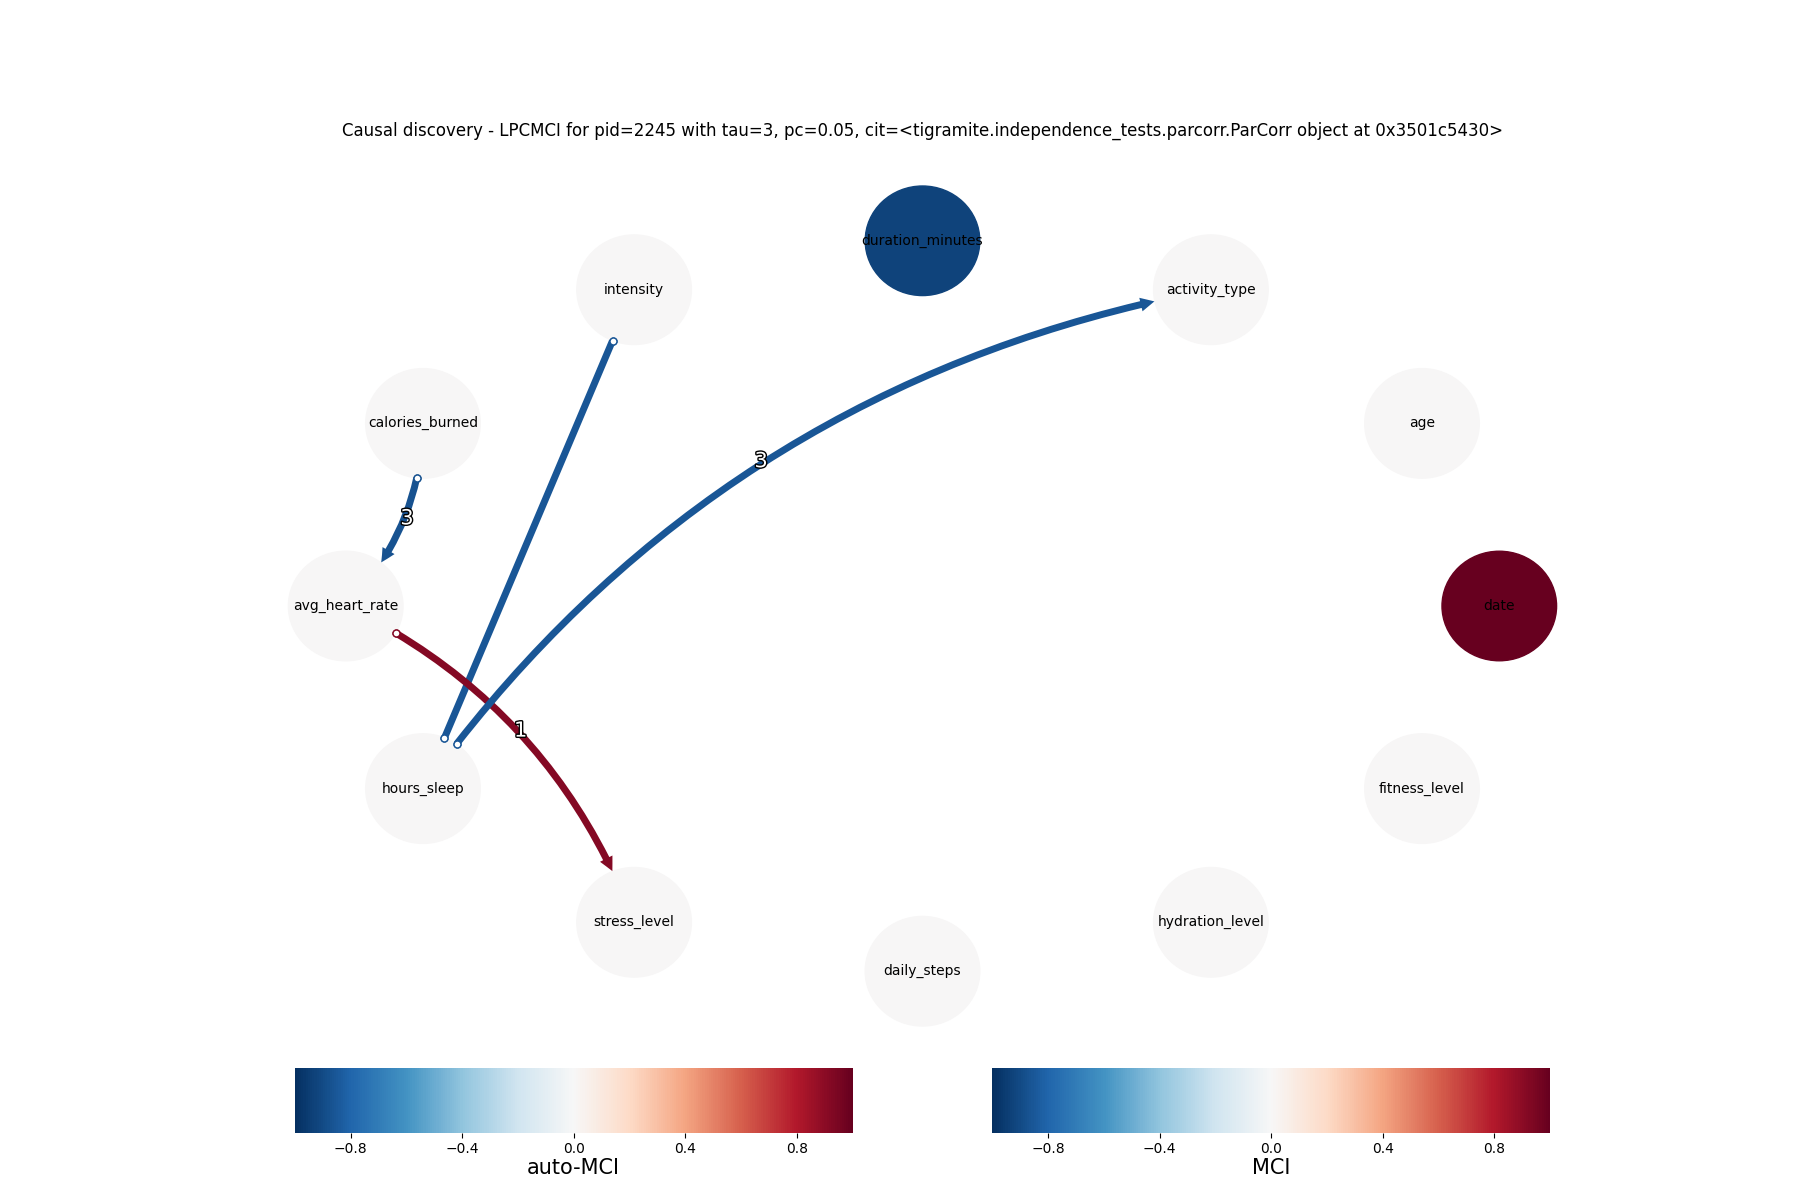 Causal discovery - LPCMCI for pid=2245 with tau=3, pc=0.05, cit=<tigramite.independence_tests.parcorr.ParCorr object at 0x3501c5430>
duration_minutes
intensity
activity_type
calories_burned
age
3
3
avg_heart_rate
date
1
hours_sleep
fitness_level
stress_level
hydration_level
daily_steps
−0.8 −0.4 0.0 0.4 0.8
auto-MCI
−0.8 −0.4 0.0 0.4 0.8
MCI